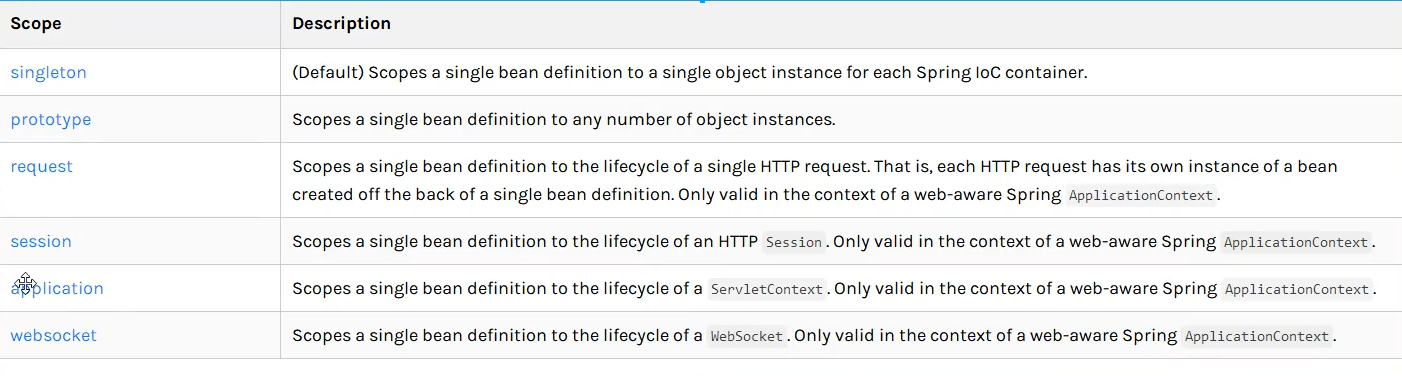 Scope Description
singleton (Default) Scopes a single bean definition to a single object instance for each Spring IoC container.
prototype Scopes a single bean definition to any number of object instances.
request Scopes a single bean definition to the lifecycle of a single HTTP request. That is, each HTTP request has its own instance of a bean
created off the back of a single bean definition. Only valid in the context of a web-aware Spring ApplicationContext.
session Scopes a single bean definition to the lifecycle of an HTTP Session. Only valid in the context of a web-aware Spring ApplicationContext.
application Scopes a single bean definition to the lifecycle of a ServletContext. Only valid in the context of a web-aware Spring ApplicationContext.
websocket Scopes a single bean definition to the lifecycle of a WebSocket. Only valid in the context of a web-aware Spring ApplicationContext.